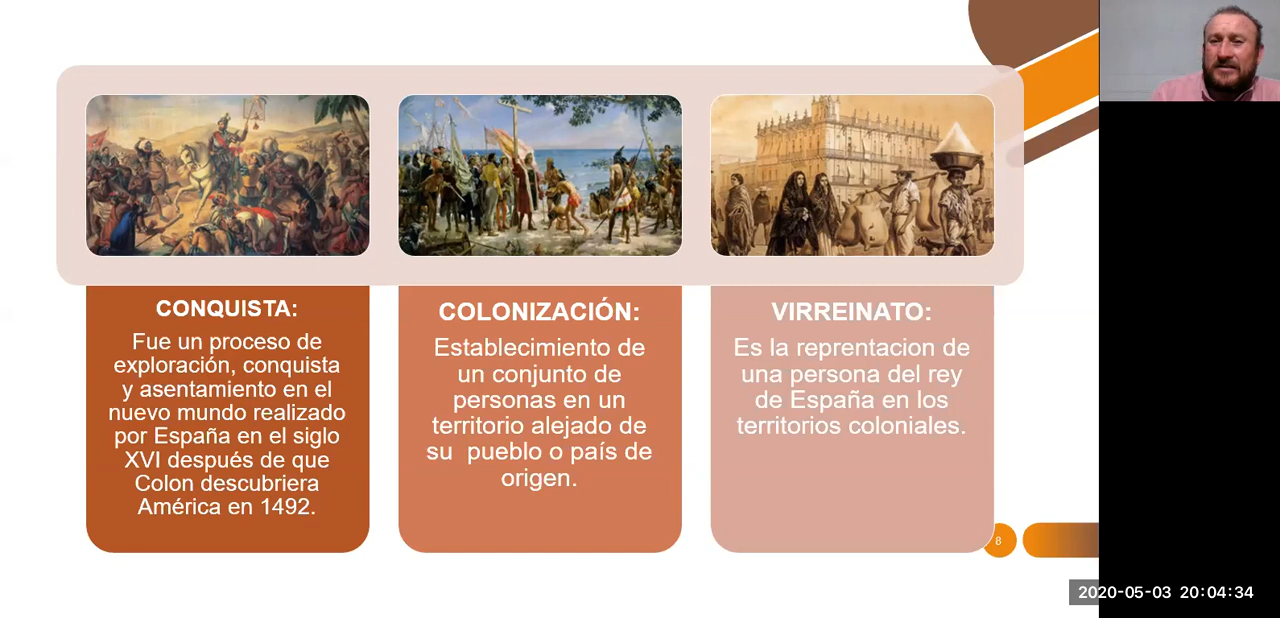 CONQUISTA:
Fue un proceso de
exploración, conquista
y asentamiento en el
nuevo mundo realizado
por España en el siglo
XVI después de que
Colon descubriera
América en 1492.
COLONIZACIÓN:
Establecimiento de
un conjunto de
personas en un
territorio alejado de
su  pueblo o país de
origen.
VIRREINATO:
Es la reprentacion de
una persona del rey
de España en los
territorios coloniales.
8
2020-05-03 20:04:34